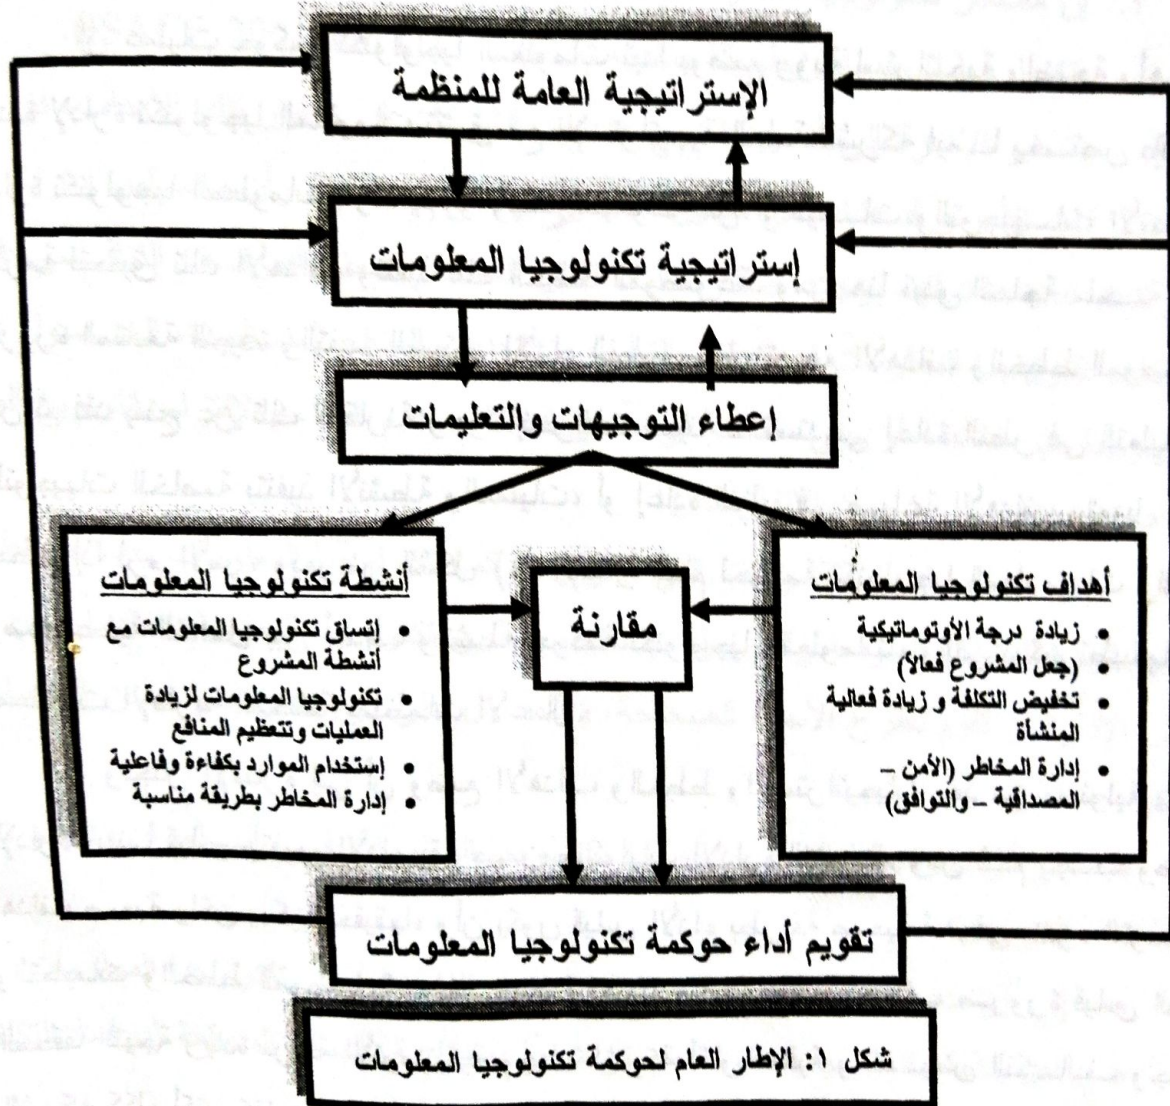 الإستراتيجية العامة للمنظمة
إستراتيجية تكنولوجيا المعلومات
إعطاء التوجيهات والتعليمات
أهداف تكنولوجيا المعلومات
• زيادة درجة الأوتوماتيكية
• (جعل المشروع فعالاً)
• تخفيض التكلفة و زيادة فعالية
المنشأة
• إدارة المخاطر (الأمن –
المصداقية – والتوافق)
مقارنة
أنشطة تكنولوجيا المعلومات
• إتساق تكنولوجيا المعلومات مع
أنشطة المشروع
• تكنولوجيا المعلومات لزيادة
العمليات وتتعظيم المنافع
• إستخدام الموارد بكفاءة وفاعلية
• إدارة المخاطر بطريقة مناسبة
تقويم أداء حوكمة تكنولوجيا المعلومات
شكل ١: الإطار العام لحوكمة تكنولوجيا المعلومات